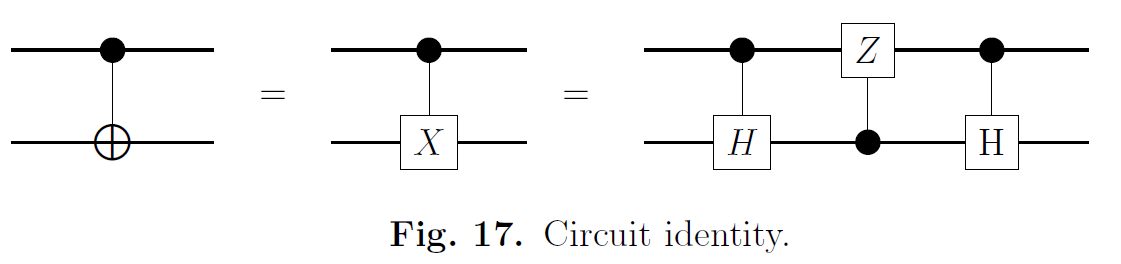 Z
= =
X H H
Fig. 17. Circuit identity.